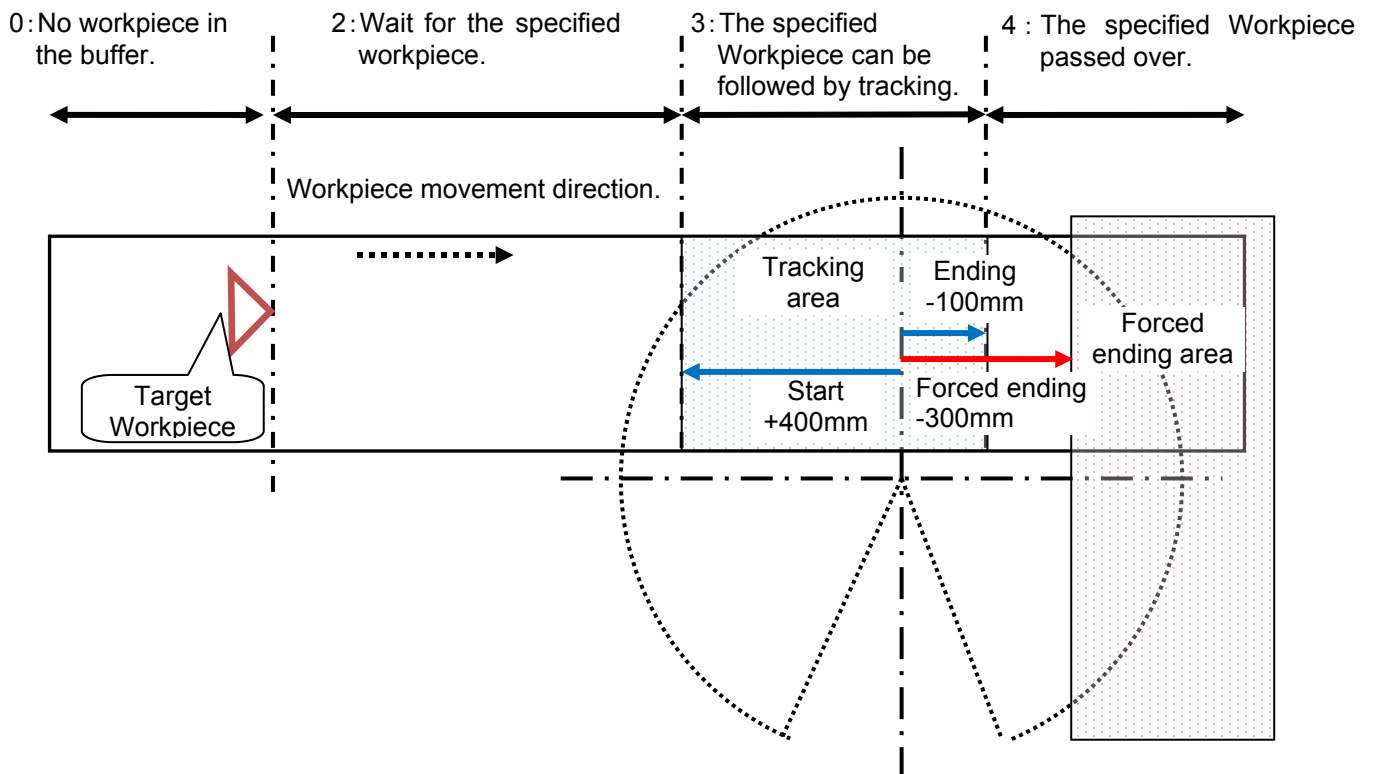 0:No workpiece in
the buffer.
2:Wait for the specified
workpiece.
3:The specified
Workpiece can be
followed by tracking.
4 : The specified Workpiece
passed over.
Workpiece movement direction.
Tracking
area
Ending
-100mm
Forced
ending area
Start
+400mm
Forced ending
-300mm
Target
Workpiece